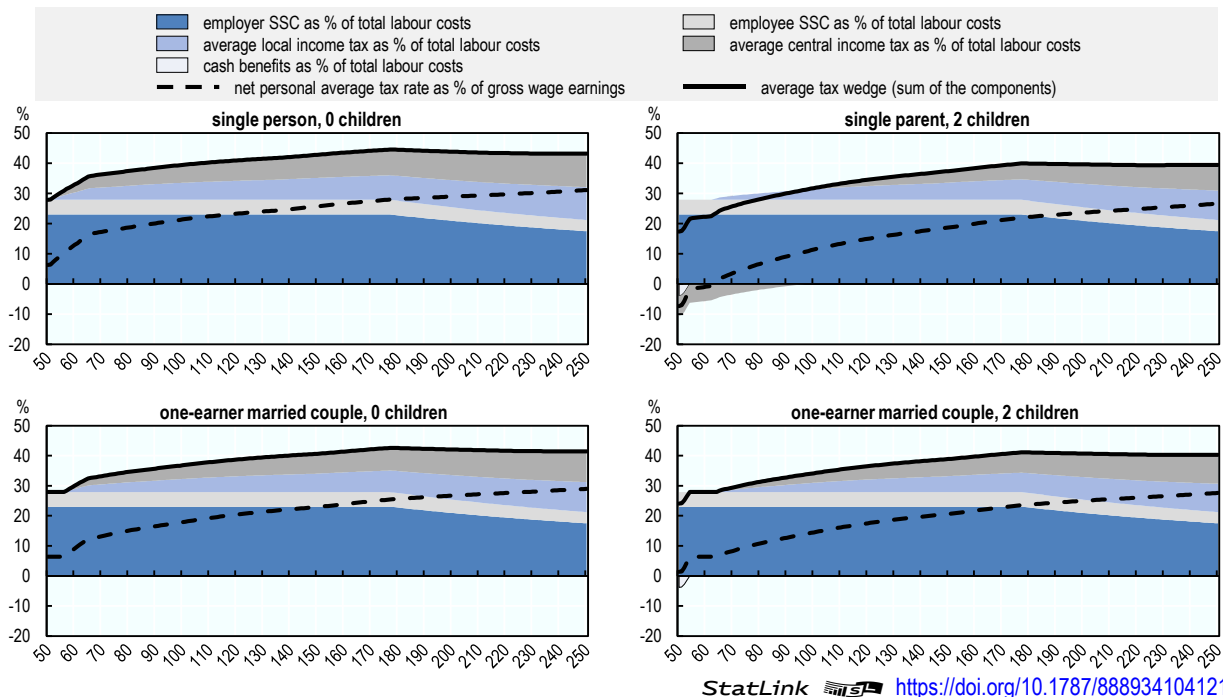 employer SSC as % of total labour costs
employee SSC as % of total labour costs
average local income tax as % of total labour costs
average central income tax as % of total labour costs
cash benefits as % of total labour costs
net personal average tax rate as % of gross wage earnings
average tax wedge (sum of the components)
%
single person, 0 children
50
40
30
20
10
0
-10
-20
50 60 70 80 90 100 110 120 130 140 150 160 170 180 190 200 210 220 230 240 250
%
single parent, 2 children
50
40
30
20
10
0
-10
-20
50 60 70 80 90 100 110 120 130 140 150 160 170 180 190 200 210 220 230 240 250
%
one-earner married couple, 0 children
50
40
30
20
10
0
-10
-20
50 60 70 80 90 100 110 120 130 140 150 160 170 180 190 200 210 220 230 240 250
%
one-earner married couple, 2 children
50
40
30
20
10
0
-10
-20
50 60 70 80 90 100 110 120 130 140 150 160 170 180 190 200 210 220 230 240 250
StatLink https://doi.org/10.1787/888934104121